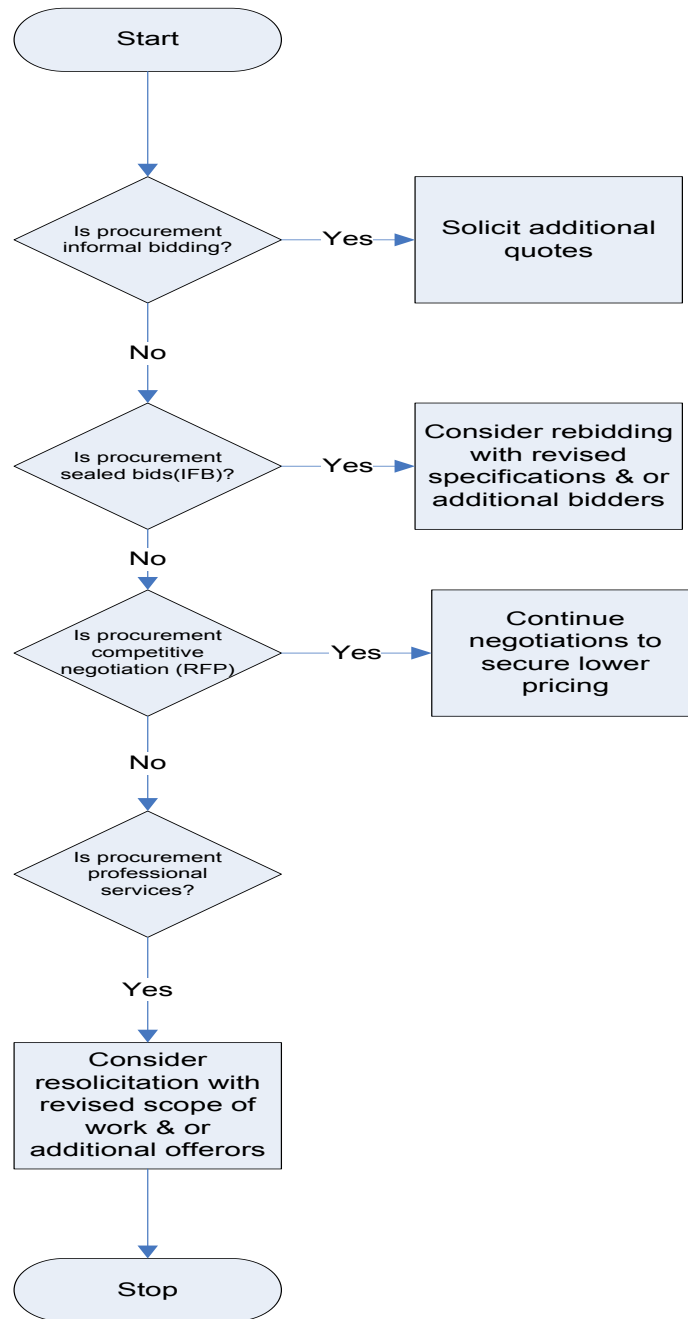 Start
Is procurement
informal bidding?
Yes
Solicit additional
quotes
No
Is procurement
sealed bids(IFB)?
Yes
Consider rebidding
with revised
specifications & or
additional bidders
No
Is procurement
competitive
negotiation (RFP)
Yes
Continue
negotiations to
secure lower
pricing
No
Is procurement
professional
services?
Yes
Consider
resolicitation with
revised scope of
work & or
additional offerors
Stop